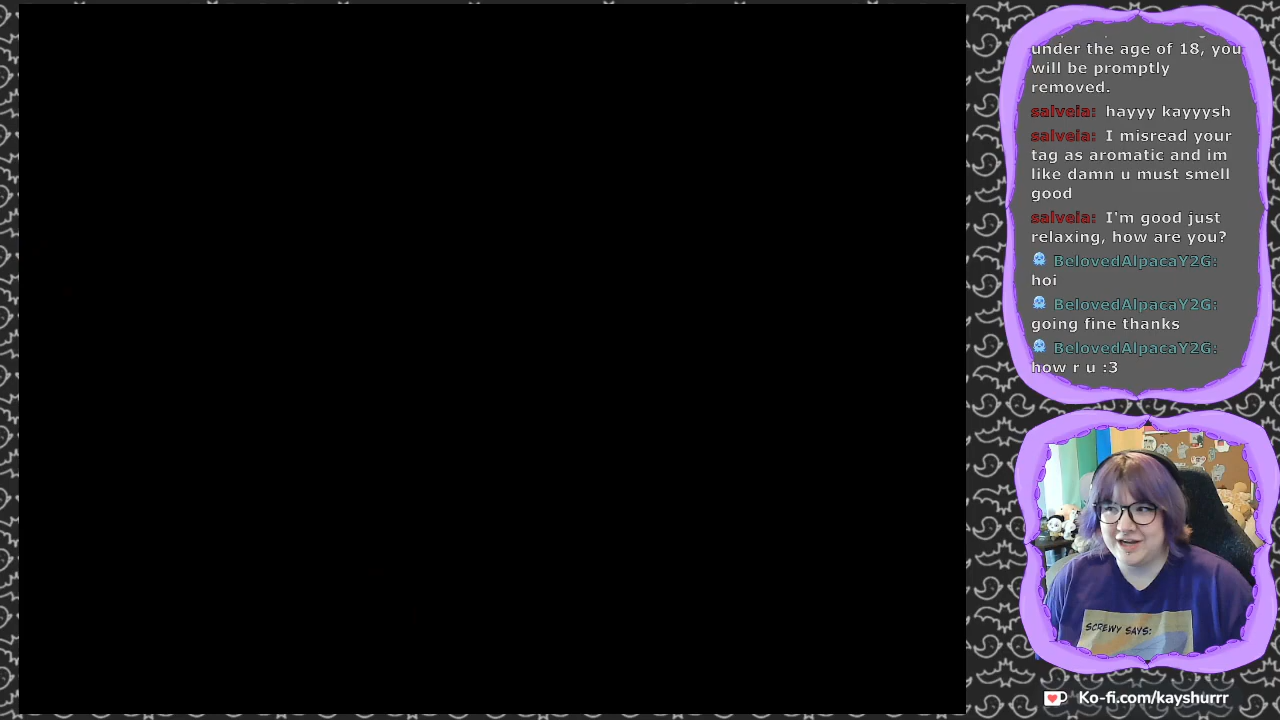 under the age of 18, you
will be promptly
removed.
salveia: hayyy kayyysh
salveia: I misread your
tag as aromatic and im
like damn u must smell
good
salveia: I'm good just
relaxing, how are you?
BelovedAlpacaY2G:
hoi
BelovedAlpacaY2G:
going fine thanks
BelovedAlpacaY2G:
how r u :3
SCREWY SAYS:
Ko-fi.com/kayshurrr